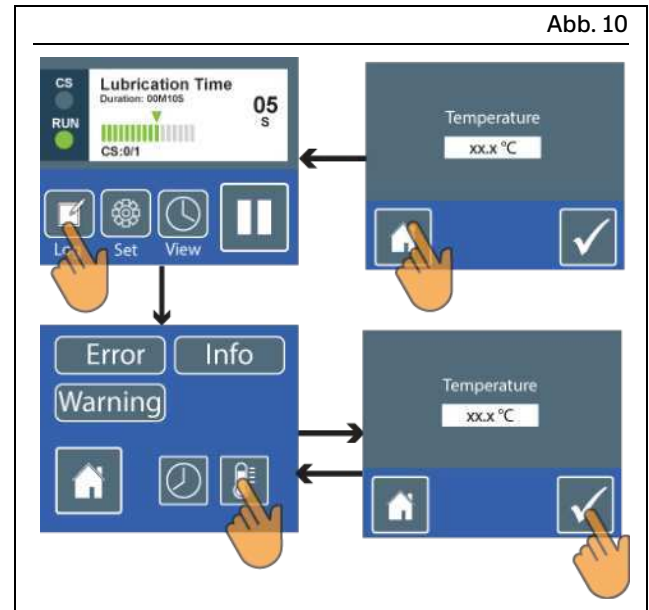 Abb. 10
CS
RUN
Lubrication Time
Duration: 00M10S
05
S
CS:0/1
Set
View
Temperature
xx.x °C
Error
Info
Warning
Temperature
xx.x °C